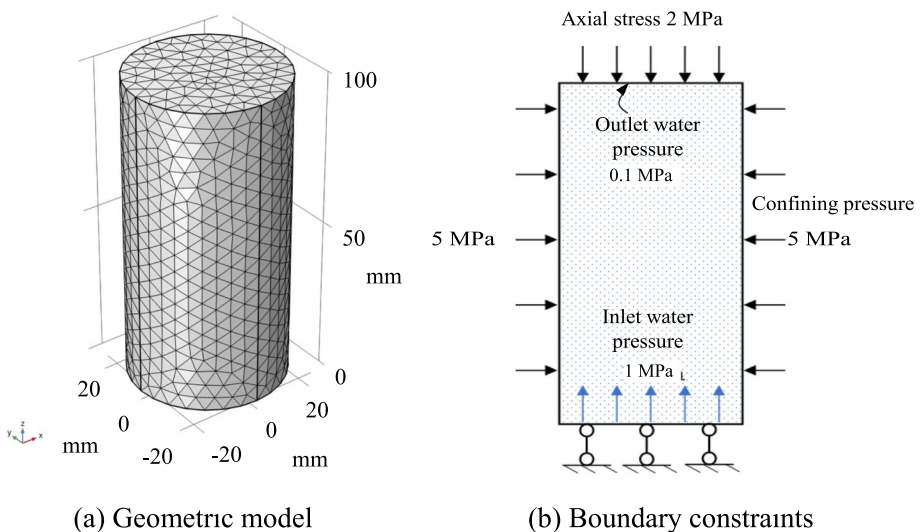 100
50
mm
0
20
0
-20
mm
20
0
-20
mm
z
y
x
(a) Geometric model
Axial stress 2 MPa
Outlet water
pressure
0.1 MPa
Confining pressure
5 MPa
5 MPa
Inlet water
pressure
1 MPa
(b) Boundary constraints